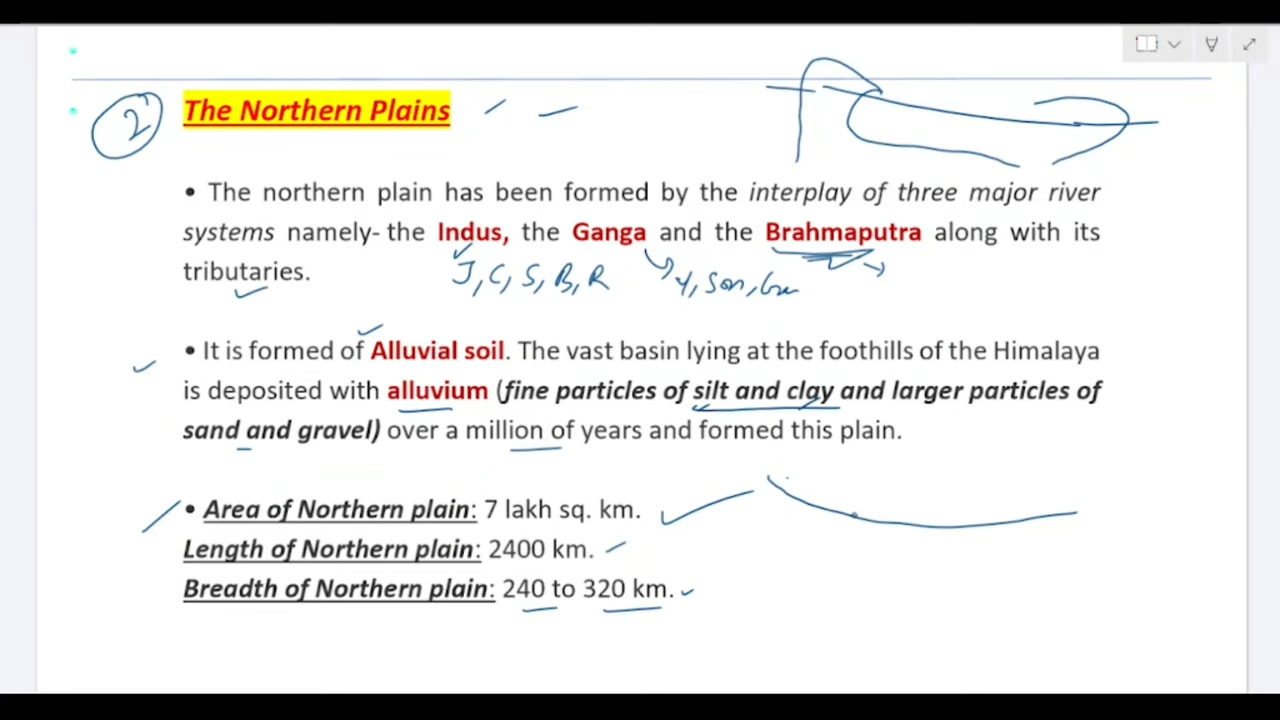 2
The Northern Plains
• The northern plain has been formed by the interplay of three major river
systems namely- the Indus, the Ganga and the Brahmaputra along with its
tributaries.
J, C, S, B, R
Y, Son,
• It is formed of Alluvial soil. The vast basin lying at the foothills of the Himalaya
is deposited with alluvium (fine particles of silt and clay and larger particles of
sand and gravel) over a million of years and formed this plain.
• Area of Northern plain: 7 lakh sq. km.
Length of Northern plain: 2400 km.
Breadth of Northern plain: 240 to 320 km.